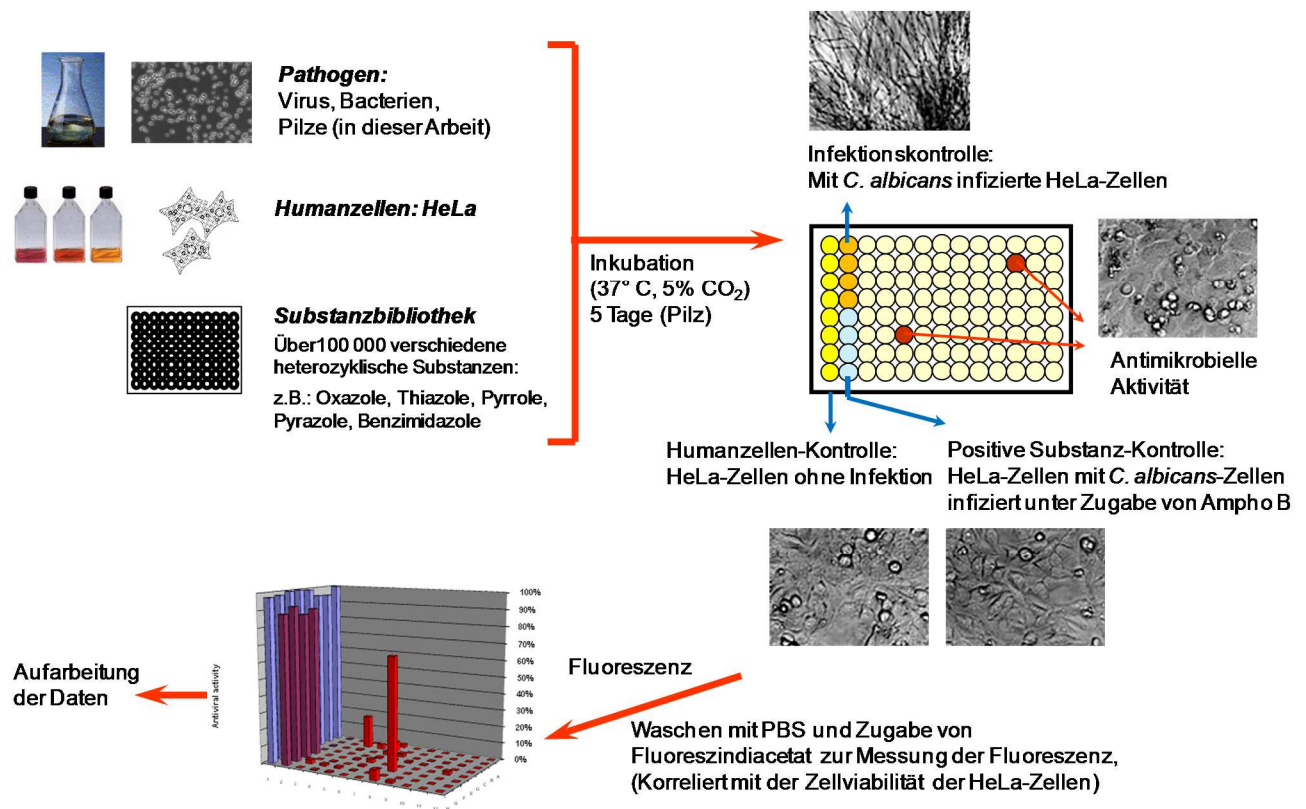 Pathogen:
Virus, Bacterien,
Pilze (in dieser Arbeit)
Humanzellen: HeLa
Substanzbibliothek
Über100 000 verschiedene
heterozyklische Substanzen:
z.B.: Oxazole, Thiazole, Pyrrole,
Pyrazole, Benzimidazole
Inkubation
(37° C, 5% CO₂)
5 Tage (Pilz)
Infektionskontrolle:
Mit C. albicans infizierte HeLa-Zellen
Antimikrobielle
Aktivität
Humanzellen-Kontrolle:
HeLa-Zellen ohne Infektion
Positive Substanz-Kontrolle:
HeLa-Zellen mit C. albicans-Zellen
infiziert unter Zugabe von Ampho B
Fluoreszenz
Waschen mit PBS und Zugabe von
Fluoreszindiacetat zur Messung der Fluoreszenz,
(Korreliert mit der Zellviabilität der HeLa-Zellen)
Antiviral activity
100%
90%
80%
70%
60%
50%
40%
30%
20%
10%
0%
Aufarbeitung
der Daten